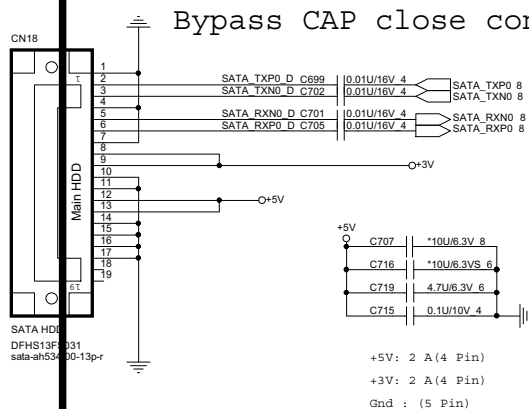 Bypass CAP close con
CN18
1
2
3
4
5
6
7
8
9
10
11
12
13
14
15
16
17
18
19
1
19
Main HDD
SATA_TXP0_D C699 0.01U/16V_4 SATA_TXP0 8
SATA_TXN0_D C702 0.01U/16V_4 SATA_TXN0 8
SATA_RXN0_D C701 0.01U/16V_4 SATA_RXN0 8
SATA_RXP0_D C705 0.01U/16V_4 SATA_RXP0 8
+3V
+5V
+5V
C707 *10U/6.3V_8
C716 *10U/6.3VS_6
C719 4.7U/6.3V_6
C715 0.1U/10V_4
SATA HDD
+5V: 2 A(4 Pin)
+3V: 2 A(4 Pin)
Gnd : (5 Pin)